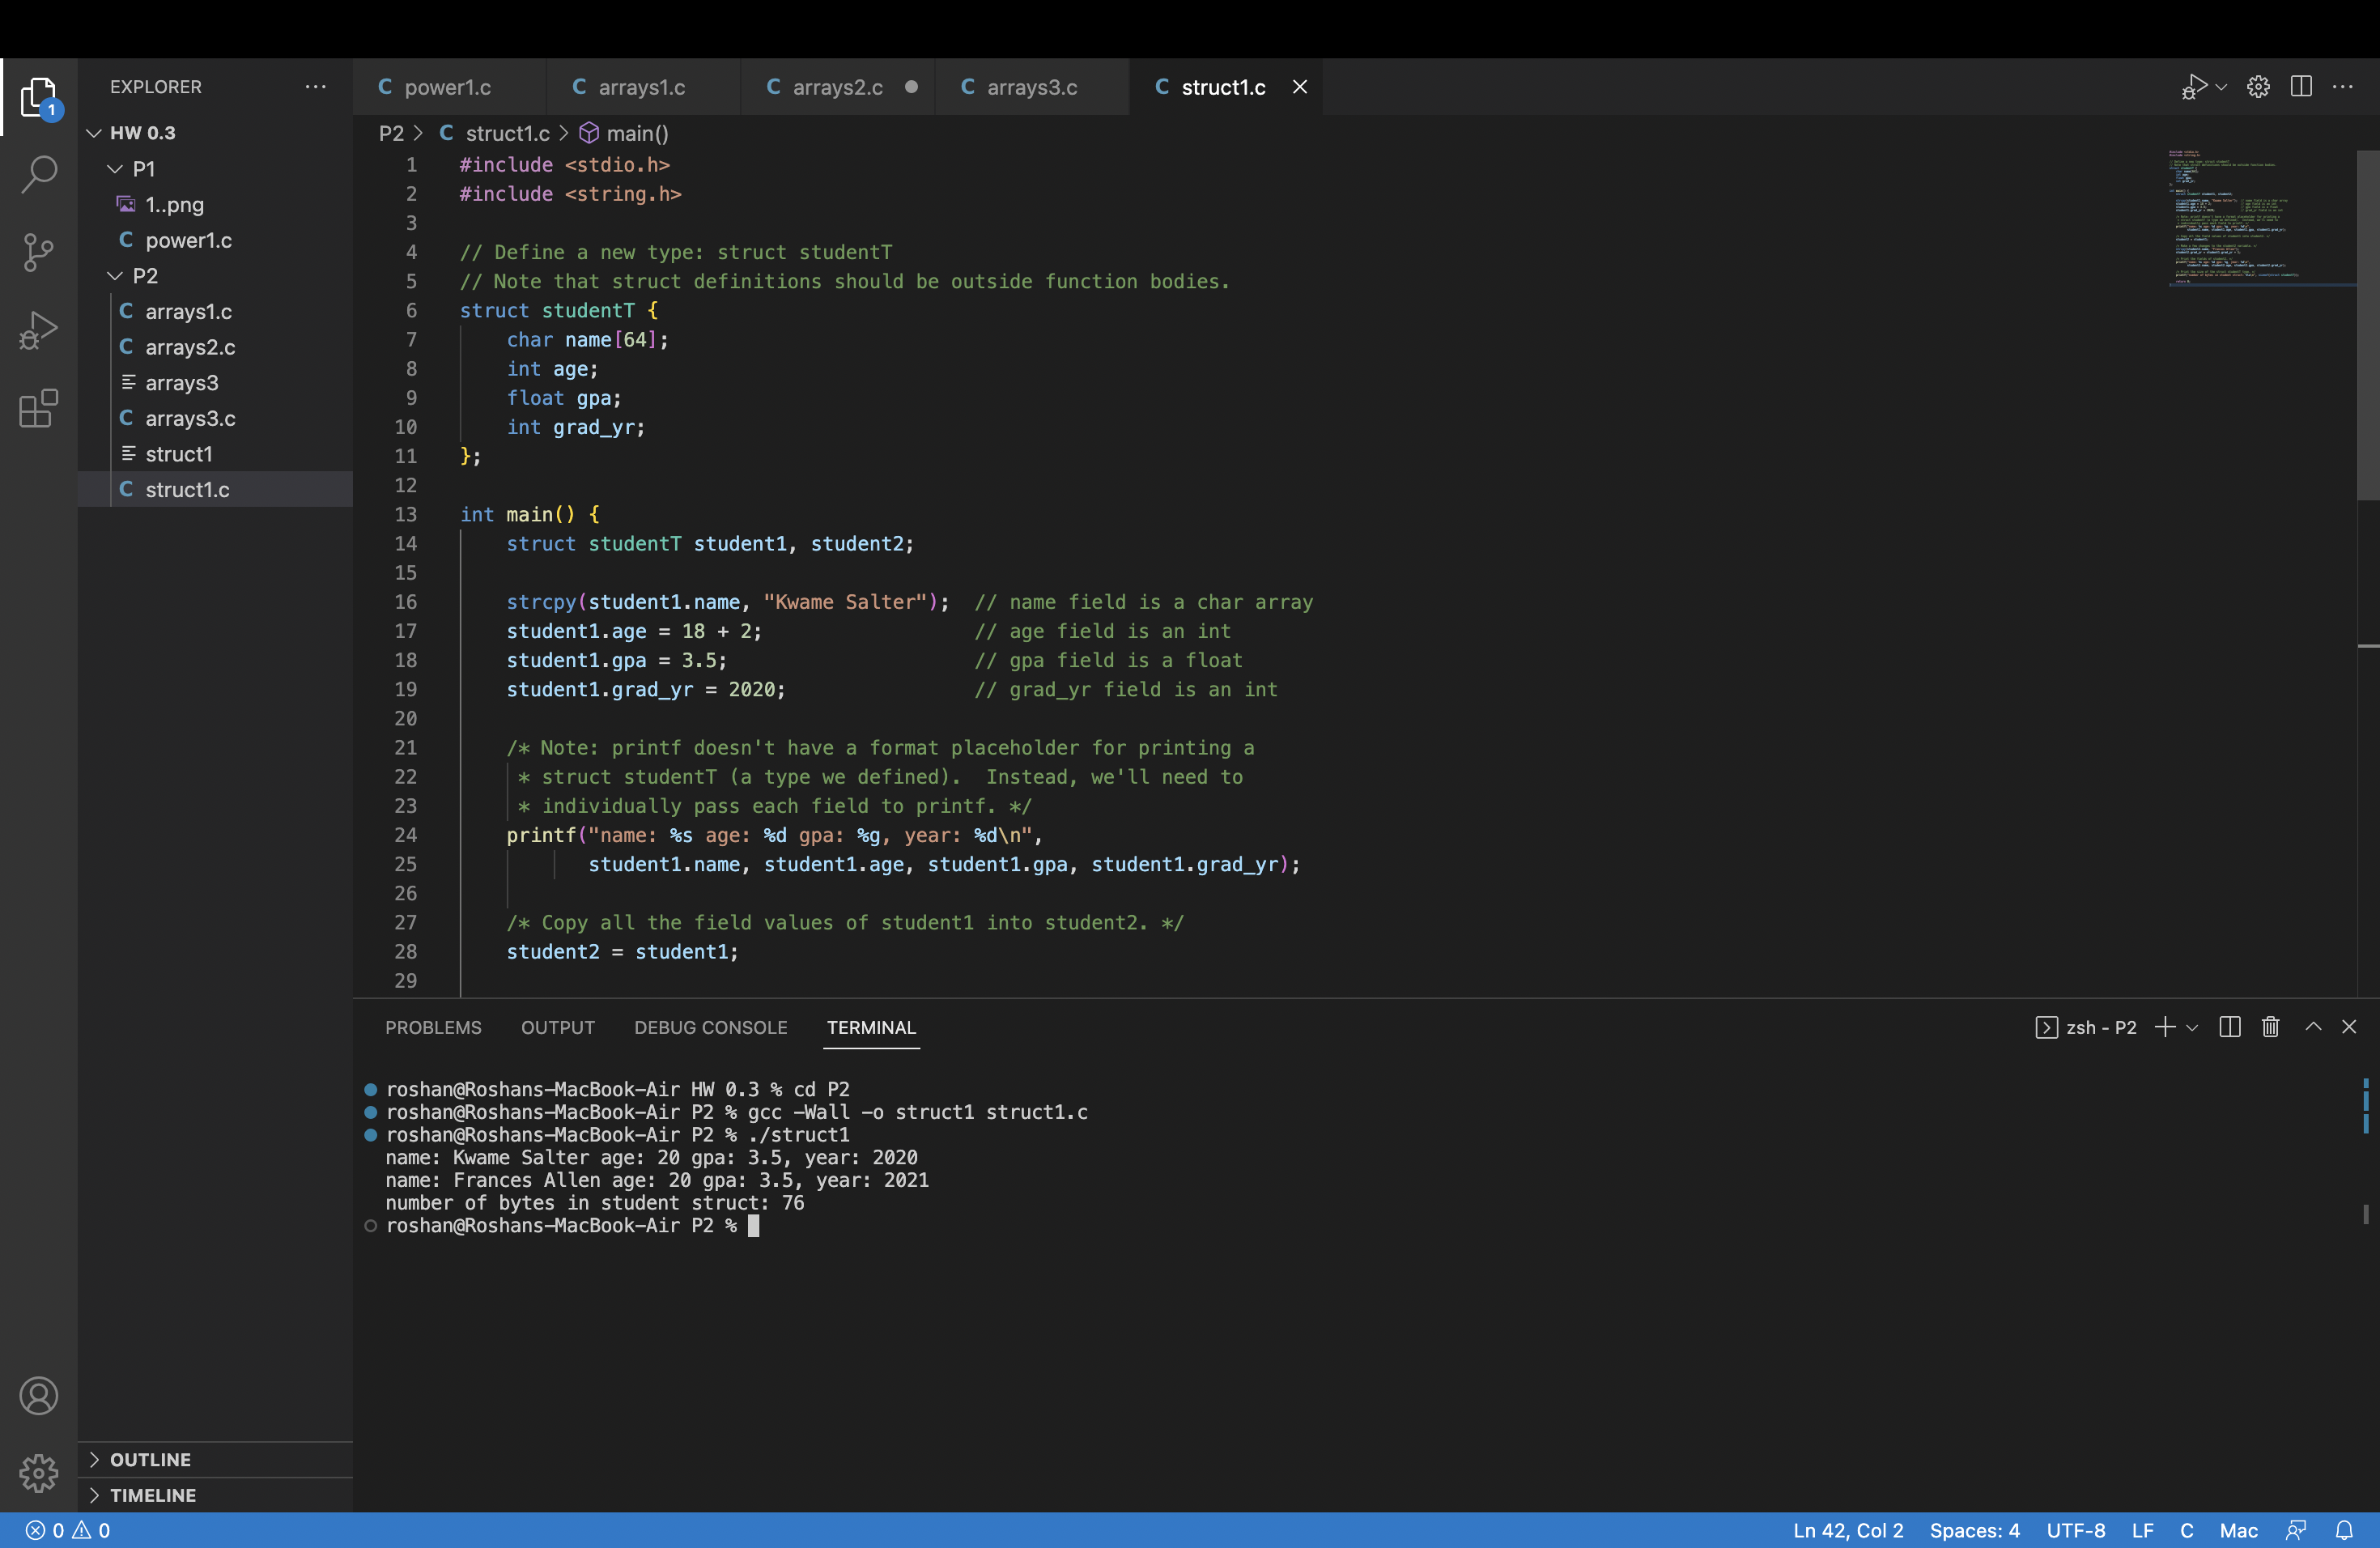 EXPLORER
HW 0.3
P1
1..png
power1.c
P2
arrays1.c
arrays2.c
arrays3
arrays3.c
struct1
struct1.c
OUTLINE
TIMELINE
1
power1.c arrays1.c arrays2.c arrays3.c struct1.c
P2 > struct1.c > main()
1 #include <stdio.h>
2 #include <string.h>
3
4 // Define a new type: struct studentT
5 // Note that struct definitions should be outside function bodies.
6 struct studentT {
7 char name[64];
8 int age;
9 float gpa;
10 int grad_yr;
11 };
12
13 int main() {
14 struct studentT student1, student2;
15
16 strcpy(student1.name, "Kwame Salter"); // name field is a char array
17 student1.age = 18 + 2; // age field is an int
18 student1.gpa = 3.5; // gpa field is a float
19 student1.grad_yr = 2020; // grad_yr field is an int
20
21 /* Note: printf doesn't have a format placeholder for printing a
22 * struct studentT (a type we defined). Instead, we'll need to
23 * individually pass each field to printf. */
24 printf("name: %s age: %d gpa: %g, year: %d\n",
25 student1.name, student1.age, student1.gpa, student1.grad_yr);
26
27 /* Copy all the field values of student1 into student2. */
28 student2 = student1;
29
PROBLEMS OUTPUT DEBUG CONSOLE TERMINAL
zsh - P2
roshan@Roshans-MacBook-Air HW 0.3 % cd P2
roshan@Roshans-MacBook-Air P2 % gcc -Wall -o struct1 struct1.c
roshan@Roshans-MacBook-Air P2 % ./struct1
name: Kwame Salter age: 20 gpa: 3.5, year: 2020
name: Frances Allen age: 20 gpa: 3.5, year: 2021
number of bytes in student struct: 76
roshan@Roshans-MacBook-Air P2 %
0 0
Ln 42, Col 2 Spaces: 4 UTF-8 LF C Mac